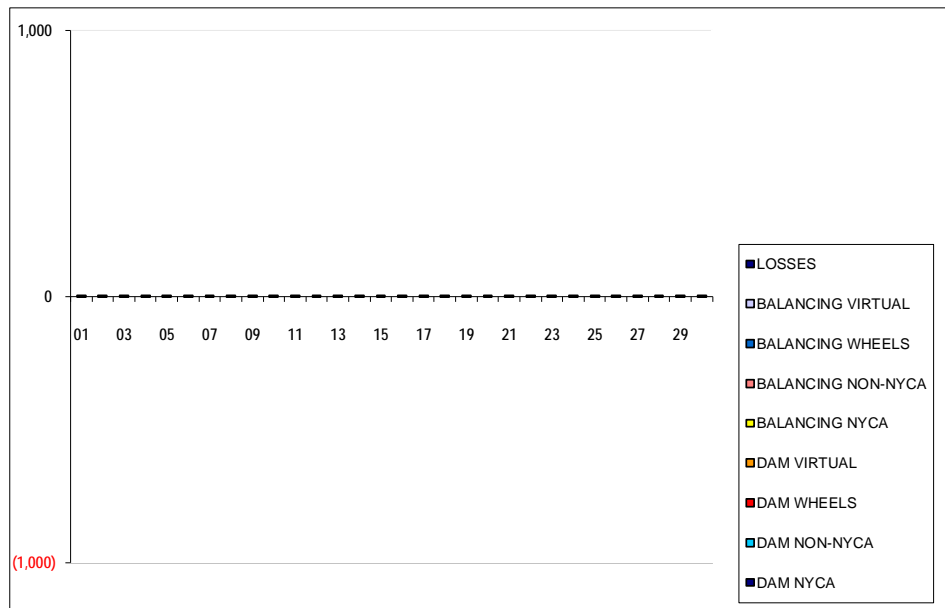 1,000
0
01 03 05 07 09 11 13 15 17 19 21 23 25 27 29
(1,000)
LOSSES
BALANCING VIRTUAL
BALANCING WHEELS
BALANCING NON-NYCA
BALANCING NYCA
DAM VIRTUAL
DAM WHEELS
DAM NON-NYCA
DAM NYCA